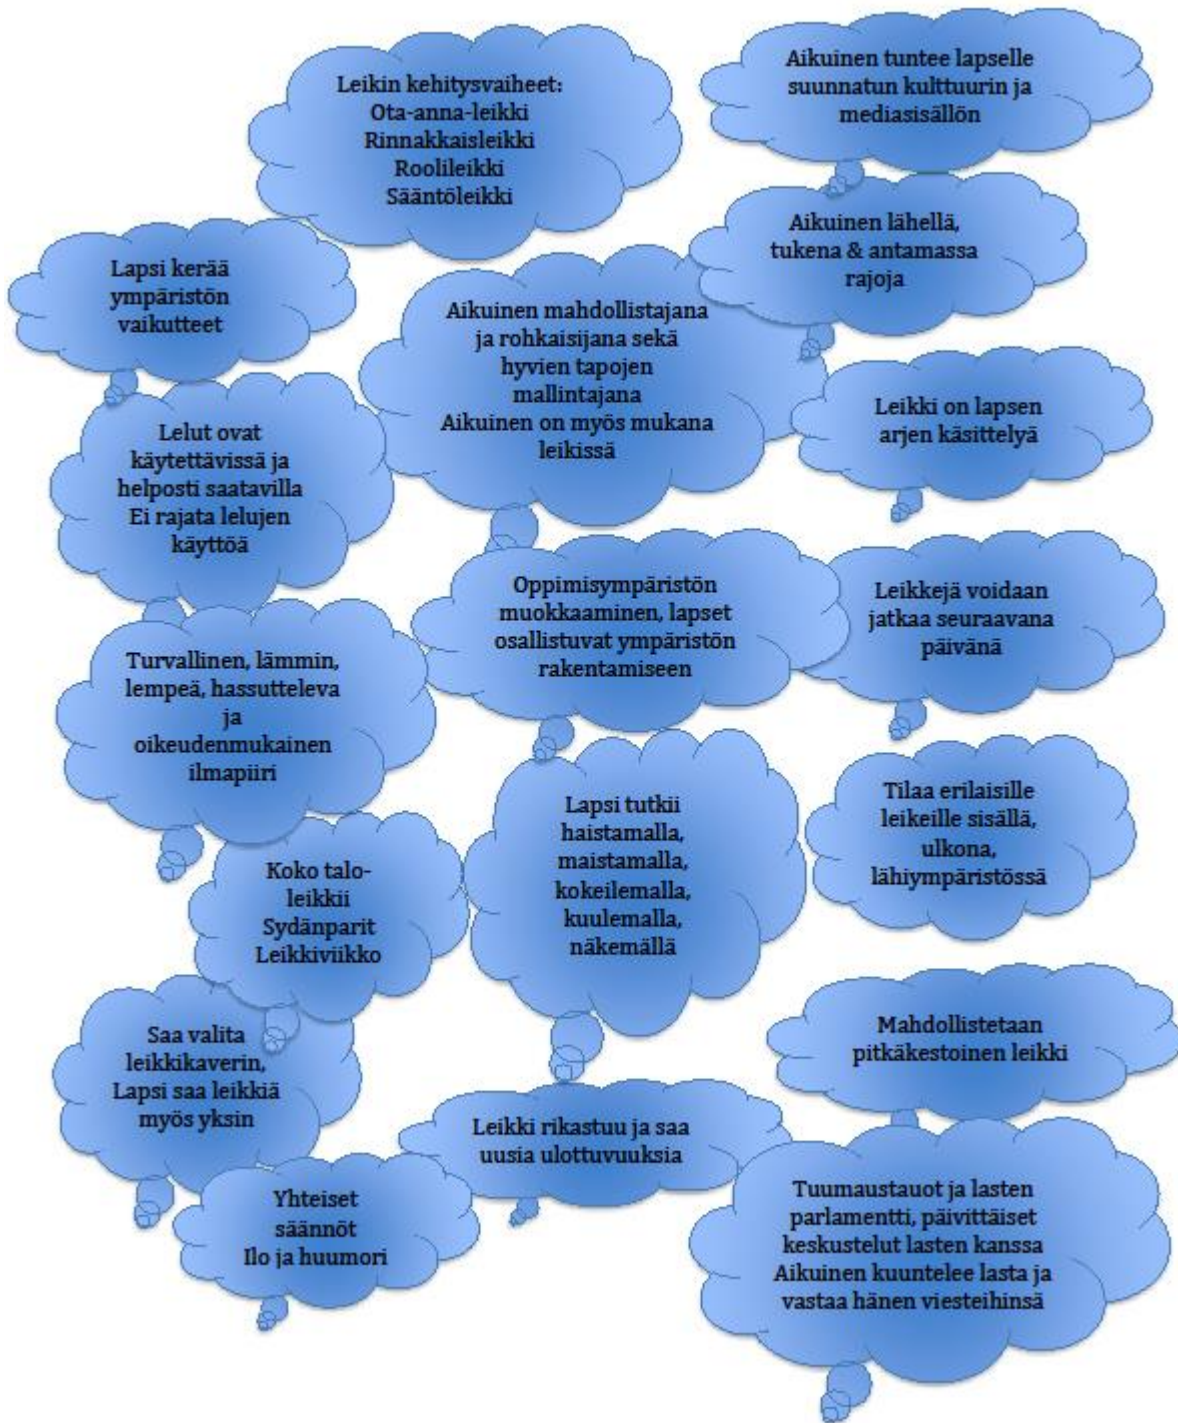 Leikin kehitysvaiheet:
Ota-anna-leikki
Rinnakkaisleikki
Roolileikki
Sääntöleikki
Aikuinen tuntee lapselle
suunnatun kulttuurin ja
mediasisällön
Aikuinen lähellä,
tukena & antamassa
rajoja
Lapsi kerää
ympäristön
vaikutteet
Aikuinen mahdollistajana
ja rohkaisijana sekä
hyvien tapojen
mallintajana
Aikuinen on myös mukana
leikissä
Leikki on lapsen
arjen käsittelyä
Lelut ovat
käytettävissä ja
helposti saatavilla
Ei rajata lelujen
käyttöä
Oppimisympäristön
muokkaaminen, lapset
osallistuvat ympäristön
rakentamiseen
Leikkejä voidaan
jatkaa seuraavana
päivänä
Turvallinen, lämmin,
lempeä, hassutteleva
ja
oikeudenmukainen
ilmapiiri
Lapsi tutkii
haistamalla,
maistamalla,
kokeilemalla,
kuulemalla,
näkemällä
Tilaa erilaisille
leikeille sisällä,
ulkona,
lähiympäristössä
Koko talo-
leikkii
Sydänparit
Leikkiviikko
Saa valita
leikkikaverin,
Lapsi saa leikkiä
myös yksin
Mahdollistetaan
pitkäkestoinen leikki
Leikki rikastuu ja saa
uusia ulottuvuuksia
Yhteiset
säännöt
Ilo ja huumori
Tuumaustauot ja lasten
parlamentti, päivittäiset
keskustelut lasten kanssa
Aikuinen kuuntelee lasta ja
vastaa hänen viesteihinsä